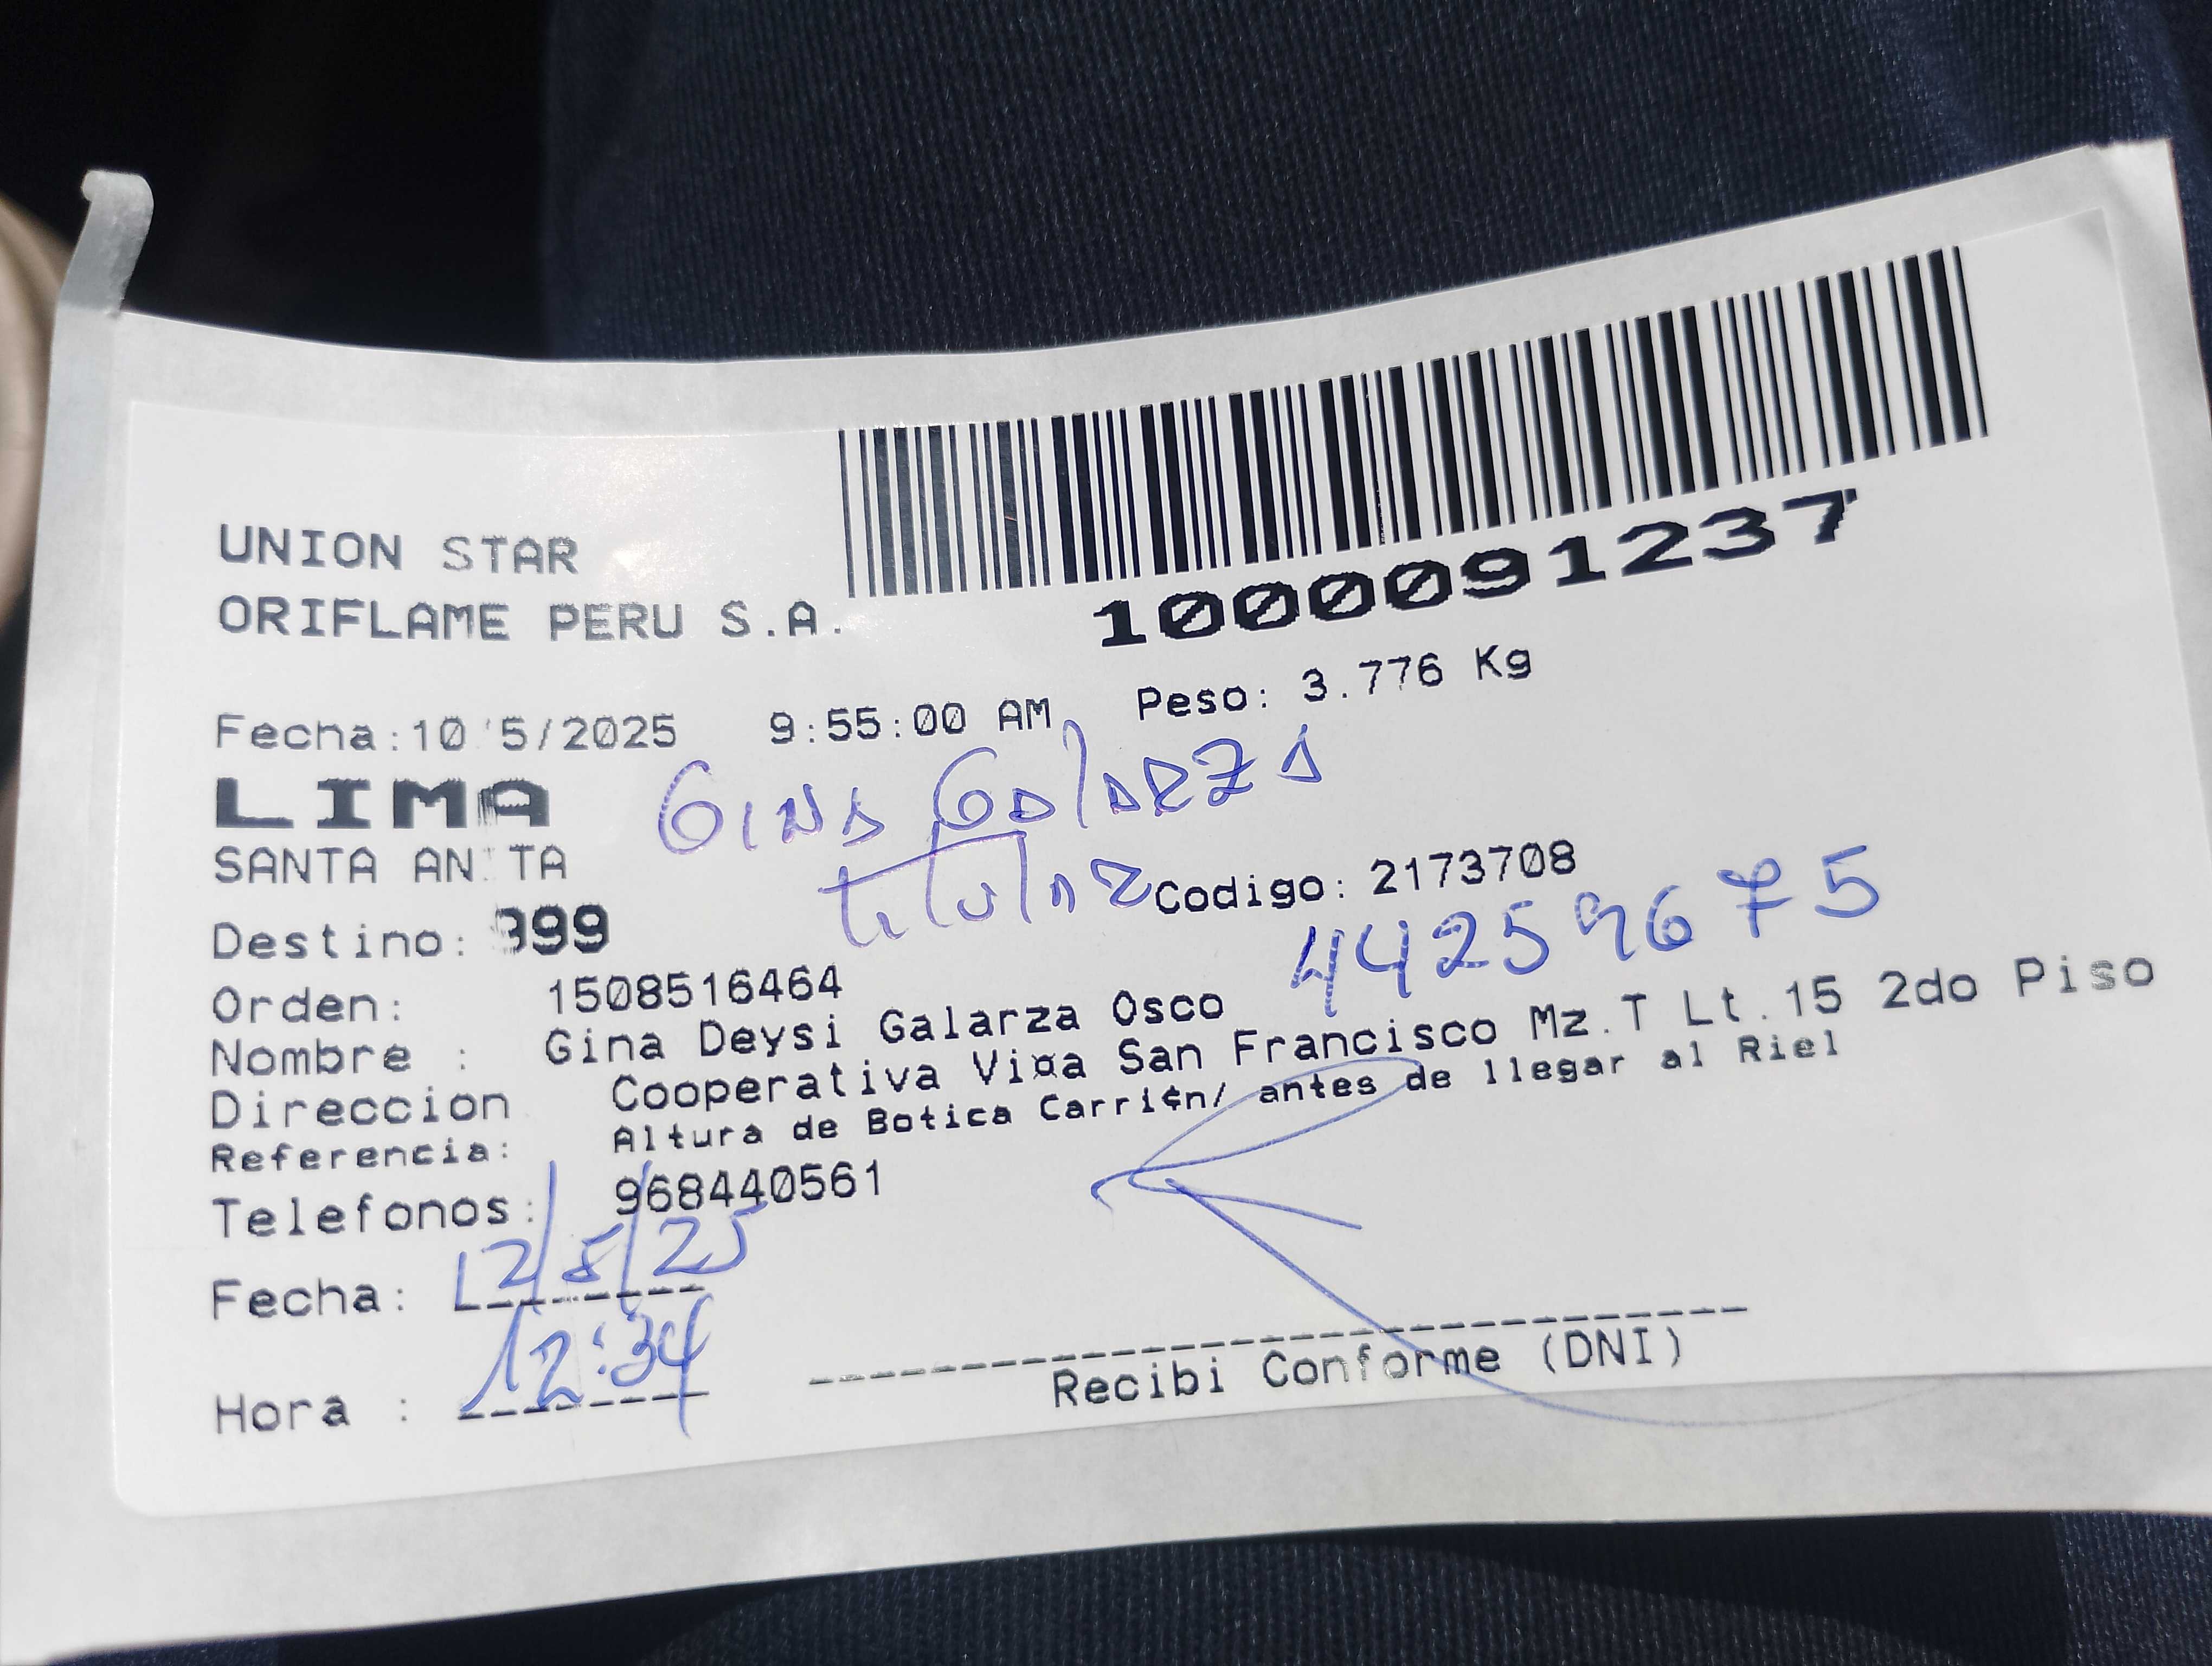 1000091237
UNION STAR
ORIFLAME PERU S.A.
Fecha:10 5/2025 9:55:00 AM Peso: 3.776 Kg
LIMA
GINA GALARZA
SANTA AN TA
titular
Codigo: 2173708
Destino: 999
44259675
Orden: 1508516464
Nombre : Gina Deysi Galarza Osco
Direccion Cooperativa Vi¤a San Francisco Mz.T Lt.15 2do Piso
Referencia: Altura de Botica Carri¢n/ antes de llegar al Riel
Telefonos: 968440561
Fecha: 12/5/25
Hora : 12:34
Recibi Conforme (DNI)